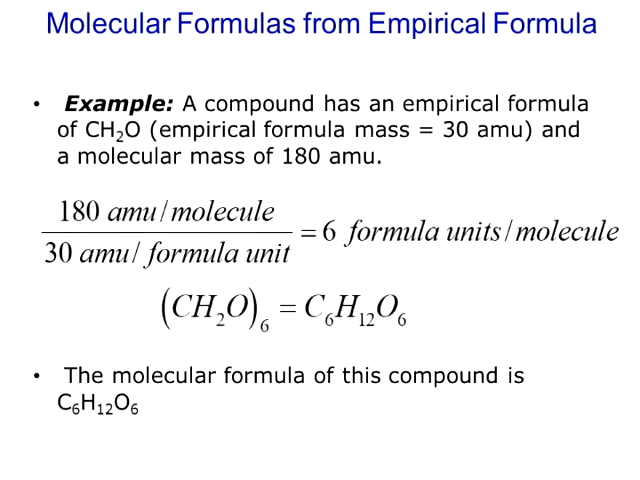 Molecular Formulas from Empirical Formula
• Example: A compound has an empirical formula
of CH₂O (empirical formula mass = 30 amu) and
a molecular mass of 180 amu.
180 amu/molecule
30 amu/ formula unit
= 6 formula units/molecule
(CH₂O)₆ = C₆H₁₂O₆
• The molecular formula of this compound is
C₆H₁₂O₆